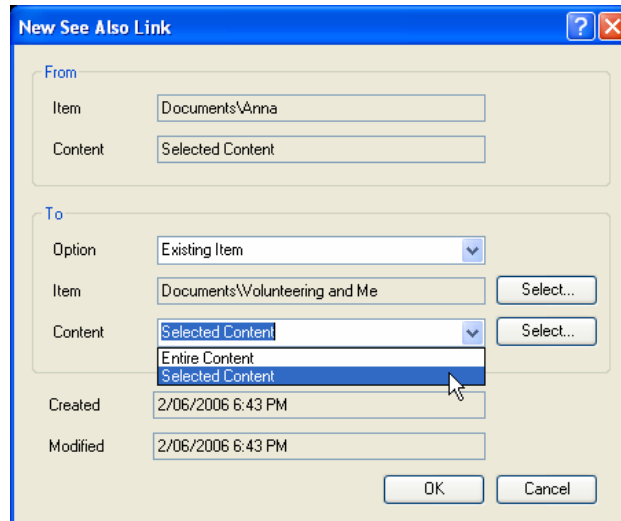 New See Also Link
From
Item Documents\Anna
Content Selected Content
To
Option Existing Item
Item Documents\Volunteering and Me Select...
Content Selected Content Select...
Entire Content
Selected Content
Created 2/06/2006 6:43 PM
Modified 2/06/2006 6:43 PM
OK Cancel